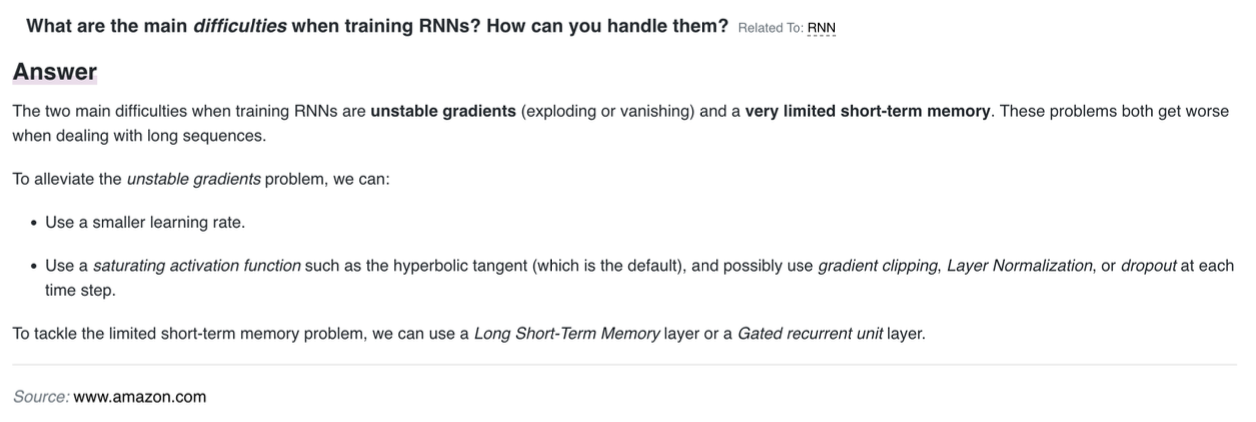 What are the main difficulties when training RNNs? How can you handle them? Related To: RNN
Answer
The two main difficulties when training RNNs are unstable gradients (exploding or vanishing) and a very limited short-term memory. These problems both get worse
when dealing with long sequences.
To alleviate the unstable gradients problem, we can:
• Use a smaller learning rate.
• Use a saturating activation function such as the hyperbolic tangent (which is the default), and possibly use gradient clipping, Layer Normalization, or dropout at each
time step.
To tackle the limited short-term memory problem, we can use a Long Short-Term Memory layer or a Gated recurrent unit layer.
Source: www.amazon.com